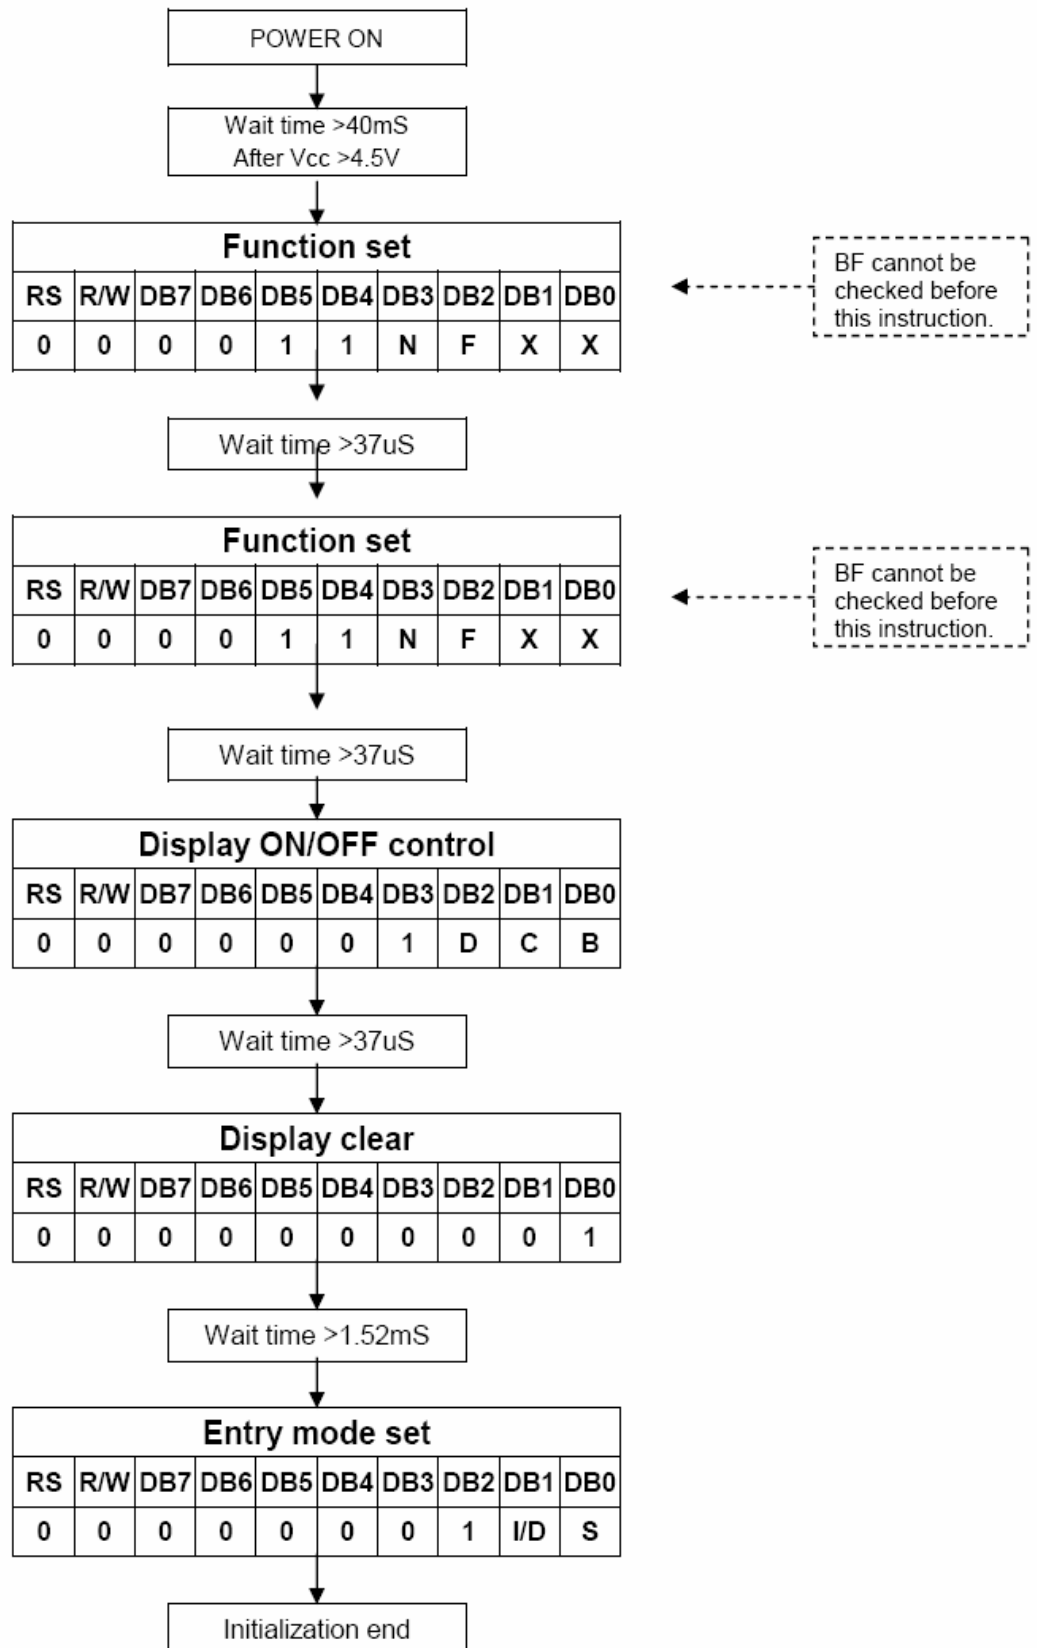 POWER ON
Wait time >40mS
After Vcc >4.5V
Function set
RS R/W DB7 DB6 DB5 DB4 DB3 DB2 DB1 DB0
0 0 0 0 1 1 N F X X
BF cannot be
checked before
this instruction.
Wait time >37uS
Function set
RS R/W DB7 DB6 DB5 DB4 DB3 DB2 DB1 DB0
0 0 0 0 1 1 N F X X
BF cannot be
checked before
this instruction.
Wait time >37uS
Display ON/OFF control
RS R/W DB7 DB6 DB5 DB4 DB3 DB2 DB1 DB0
0 0 0 0 0 0 1 D C B
Wait time >37uS
Display clear
RS R/W DB7 DB6 DB5 DB4 DB3 DB2 DB1 DB0
0 0 0 0 0 0 0 0 0 1
Wait time >1.52mS
Entry mode set
RS R/W DB7 DB6 DB5 DB4 DB3 DB2 DB1 DB0
0 0 0 0 0 0 0 1 I/D S
Initialization end